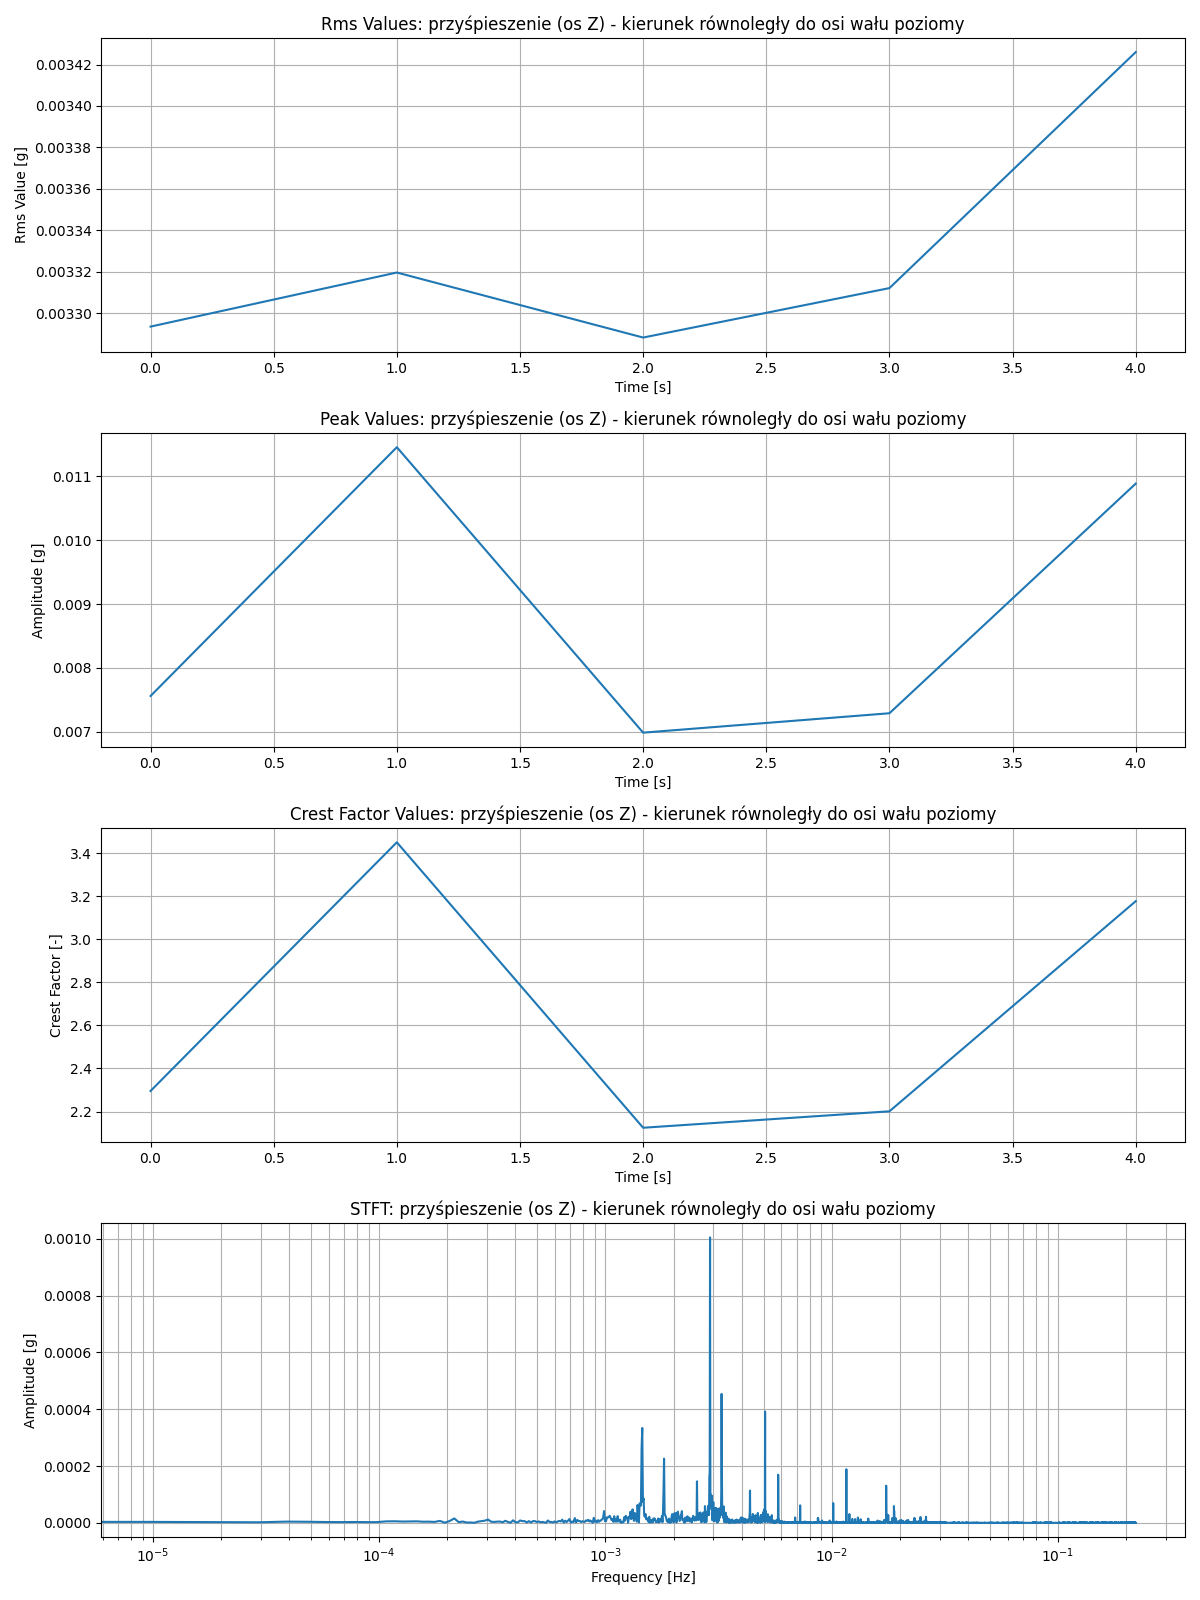 Rms Values: przyśpieszenie (os Z) - kierunek równoległy do osi wału poziomy
0.00342
0.00340
0.00338
0.00336
0.00334
0.00332
0.00330
Rms Value [g]
0.0 0.5 1.0 1.5 2.0 2.5 3.0 3.5 4.0
Time [s]
Peak Values: przyśpieszenie (os Z) - kierunek równoległy do osi wału poziomy
0.011
0.010
0.009
0.008
0.007
Amplitude [g]
0.0 0.5 1.0 1.5 2.0 2.5 3.0 3.5 4.0
Time [s]
Crest Factor Values: przyśpieszenie (os Z) - kierunek równoległy do osi wału poziomy
3.4
3.2
3.0
2.8
2.6
2.4
2.2
Crest Factor [-]
0.0 0.5 1.0 1.5 2.0 2.5 3.0 3.5 4.0
Time [s]
STFT: przyśpieszenie (os Z) - kierunek równoległy do osi wału poziomy
0.0010
0.0008
0.0006
0.0004
0.0002
0.0000
Amplitude [g]
10⁻⁵ 10⁻⁴ 10⁻³ 10⁻² 10⁻¹
Frequency [Hz]